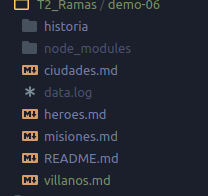 T2_Ramas / demo-06
historia
node_modules
ciudades.md
data.log
heroes.md
misiones.md
README.md
villanos.md